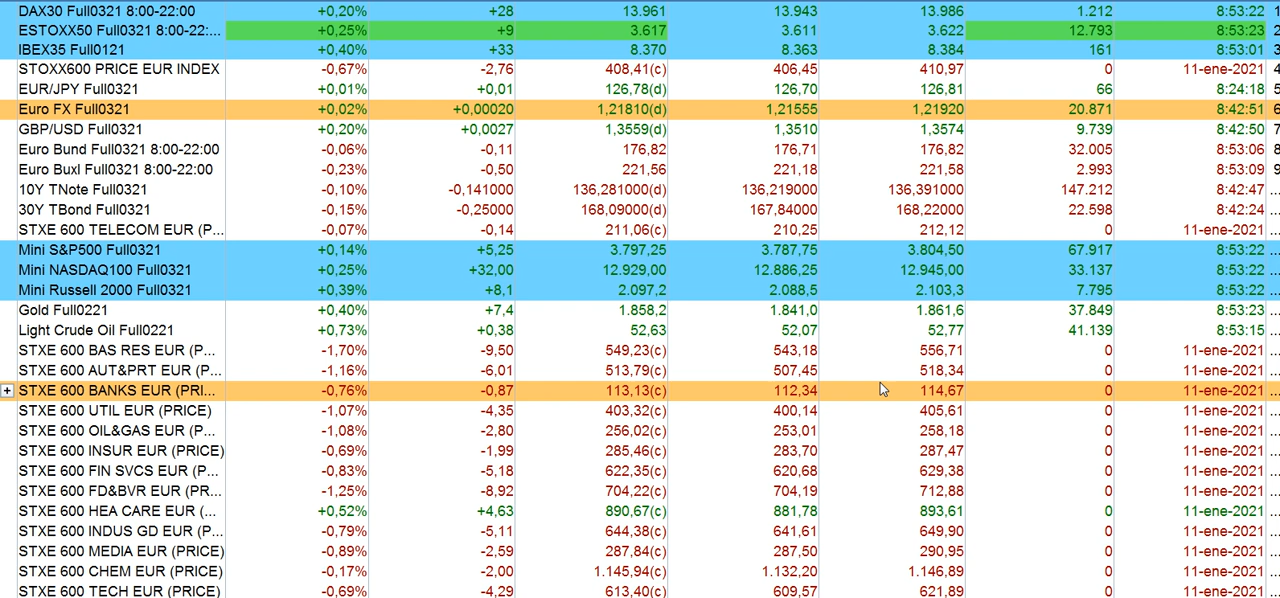 DAX30 Full0321 8:00-22:00 +0,20% +28 13.961 13.943 13.986 1.212 8:53:22 1
ESTOXX50 Full0321 8:00-22:... +0,25% +9 3.617 3.611 3.622 12.793 8:53:23 2
IBEX35 Full0121 +0,40% +33 8.370 8.363 8.384 161 8:53:01 3
STOXX600 PRICE EUR INDEX -0,67% -2,76 408,41(c) 406,45 410,97 0 11-ene-2021 4
EUR/JPY Full0321 +0,01% +0,01 126,78(d) 126,70 126,81 66 8:24:18 5
Euro FX Full0321 +0,02% +0,00020 1,21810(d) 1,21555 1,21920 20.871 8:42:51 6
GBP/USD Full0321 +0,20% +0,0027 1,3559(d) 1,3510 1,3574 9.739 8:42:50 7
Euro Bund Full0321 8:00-22:00 -0,06% -0,11 176,82 176,71 176,82 32.005 8:53:06 8
Euro Buxl Full0321 8:00-22:00 -0,23% -0,50 221,56 221,18 221,58 2.993 8:53:09 9
10Y TNote Full0321 -0,10% -0,141000 136,281000(d) 136,219000 136,391000 147.212 8:42:47 ...
30Y TBond Full0321 -0,15% -0,25000 168,09000(d) 167,84000 168,22000 22.598 8:42:24 ...
STXE 600 TELECOM EUR (P... -0,07% -0,14 211,06(c) 210,25 212,12 0 11-ene-2021 ...
Mini S&P500 Full0321 +0,14% +5,25 3.797,25 3.787,75 3.804,50 67.917 8:53:22 ...
Mini NASDAQ100 Full0321 +0,25% +32,00 12.929,00 12.886,25 12.945,00 33.137 8:53:22 ...
Mini Russell 2000 Full0321 +0,39% +8,1 2.097,2 2.088,5 2.103,3 7.795 8:53:22 ...
Gold Full0221 +0,40% +7,4 1.858,2 1.841,0 1.861,6 37.849 8:53:23 ...
Light Crude Oil Full0221 +0,73% +0,38 52,63 52,07 52,77 41.139 8:53:15 ...
STXE 600 BAS RES EUR (P... -1,70% -9,50 549,23(c) 543,18 556,71 0 11-ene-2021 ...
STXE 600 AUT&PRT EUR (P... -1,16% -6,01 513,79(c) 507,45 518,34 0 11-ene-2021 ...
STXE 600 BANKS EUR (PRI... -0,76% -0,87 113,13(c) 112,34 114,67 0 11-ene-2021 ...
STXE 600 UTIL EUR (PRICE) -1,07% -4,35 403,32(c) 400,14 405,61 0 11-ene-2021 ...
STXE 600 OIL&GAS EUR (P... -1,08% -2,80 256,02(c) 253,01 258,18 0 11-ene-2021 ...
STXE 600 INSUR EUR (PRICE) -0,69% -1,99 285,46(c) 283,70 287,47 0 11-ene-2021 ...
STXE 600 FIN SVCS EUR (P... -0,83% -5,18 622,35(c) 620,68 629,38 0 11-ene-2021 ...
STXE 600 FD&BVR EUR (PR... -1,25% -8,92 704,22(c) 704,19 712,88 0 11-ene-2021 ...
STXE 600 HEA CARE EUR (... +0,52% +4,63 890,67(c) 881,78 893,61 0 11-ene-2021 ...
STXE 600 INDUS GD EUR (P... -0,79% -5,11 644,38(c) 641,61 649,90 0 11-ene-2021 ...
STXE 600 MEDIA EUR (PRICE) -0,89% -2,59 287,84(c) 287,50 290,95 0 11-ene-2021 ...
STXE 600 CHEM EUR (PRICE) -0,17% -2,00 1.145,94(c) 1.132,20 1.146,89 0 11-ene-2021 ...
STXE 600 TECH EUR (PRICE) -0,69% -4,29 613,40(c) 609,57 621,89 0 11-ene-2021 ...